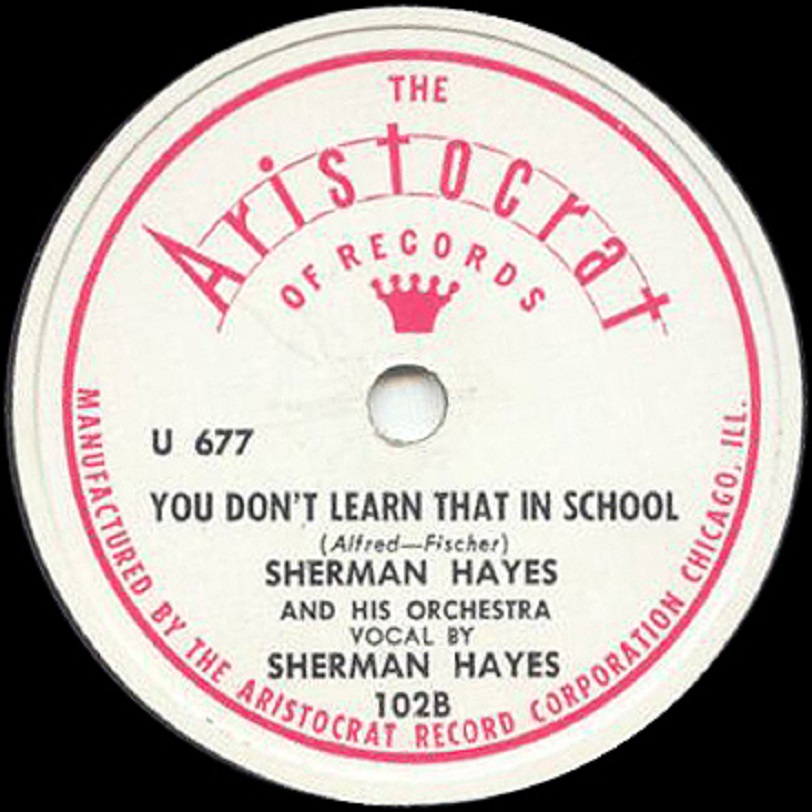 THE
Aristocrat
OF RECORDS
U 677
YOU DON'T LEARN THAT IN SCHOOL
(Alfred—Fischer)
SHERMAN HAYES
AND HIS ORCHESTRA
VOCAL BY
SHERMAN HAYES
102B
MANUFACTURED BY THE ARISTOCRAT RECORD CORPORATION CHICAGO, ILL.